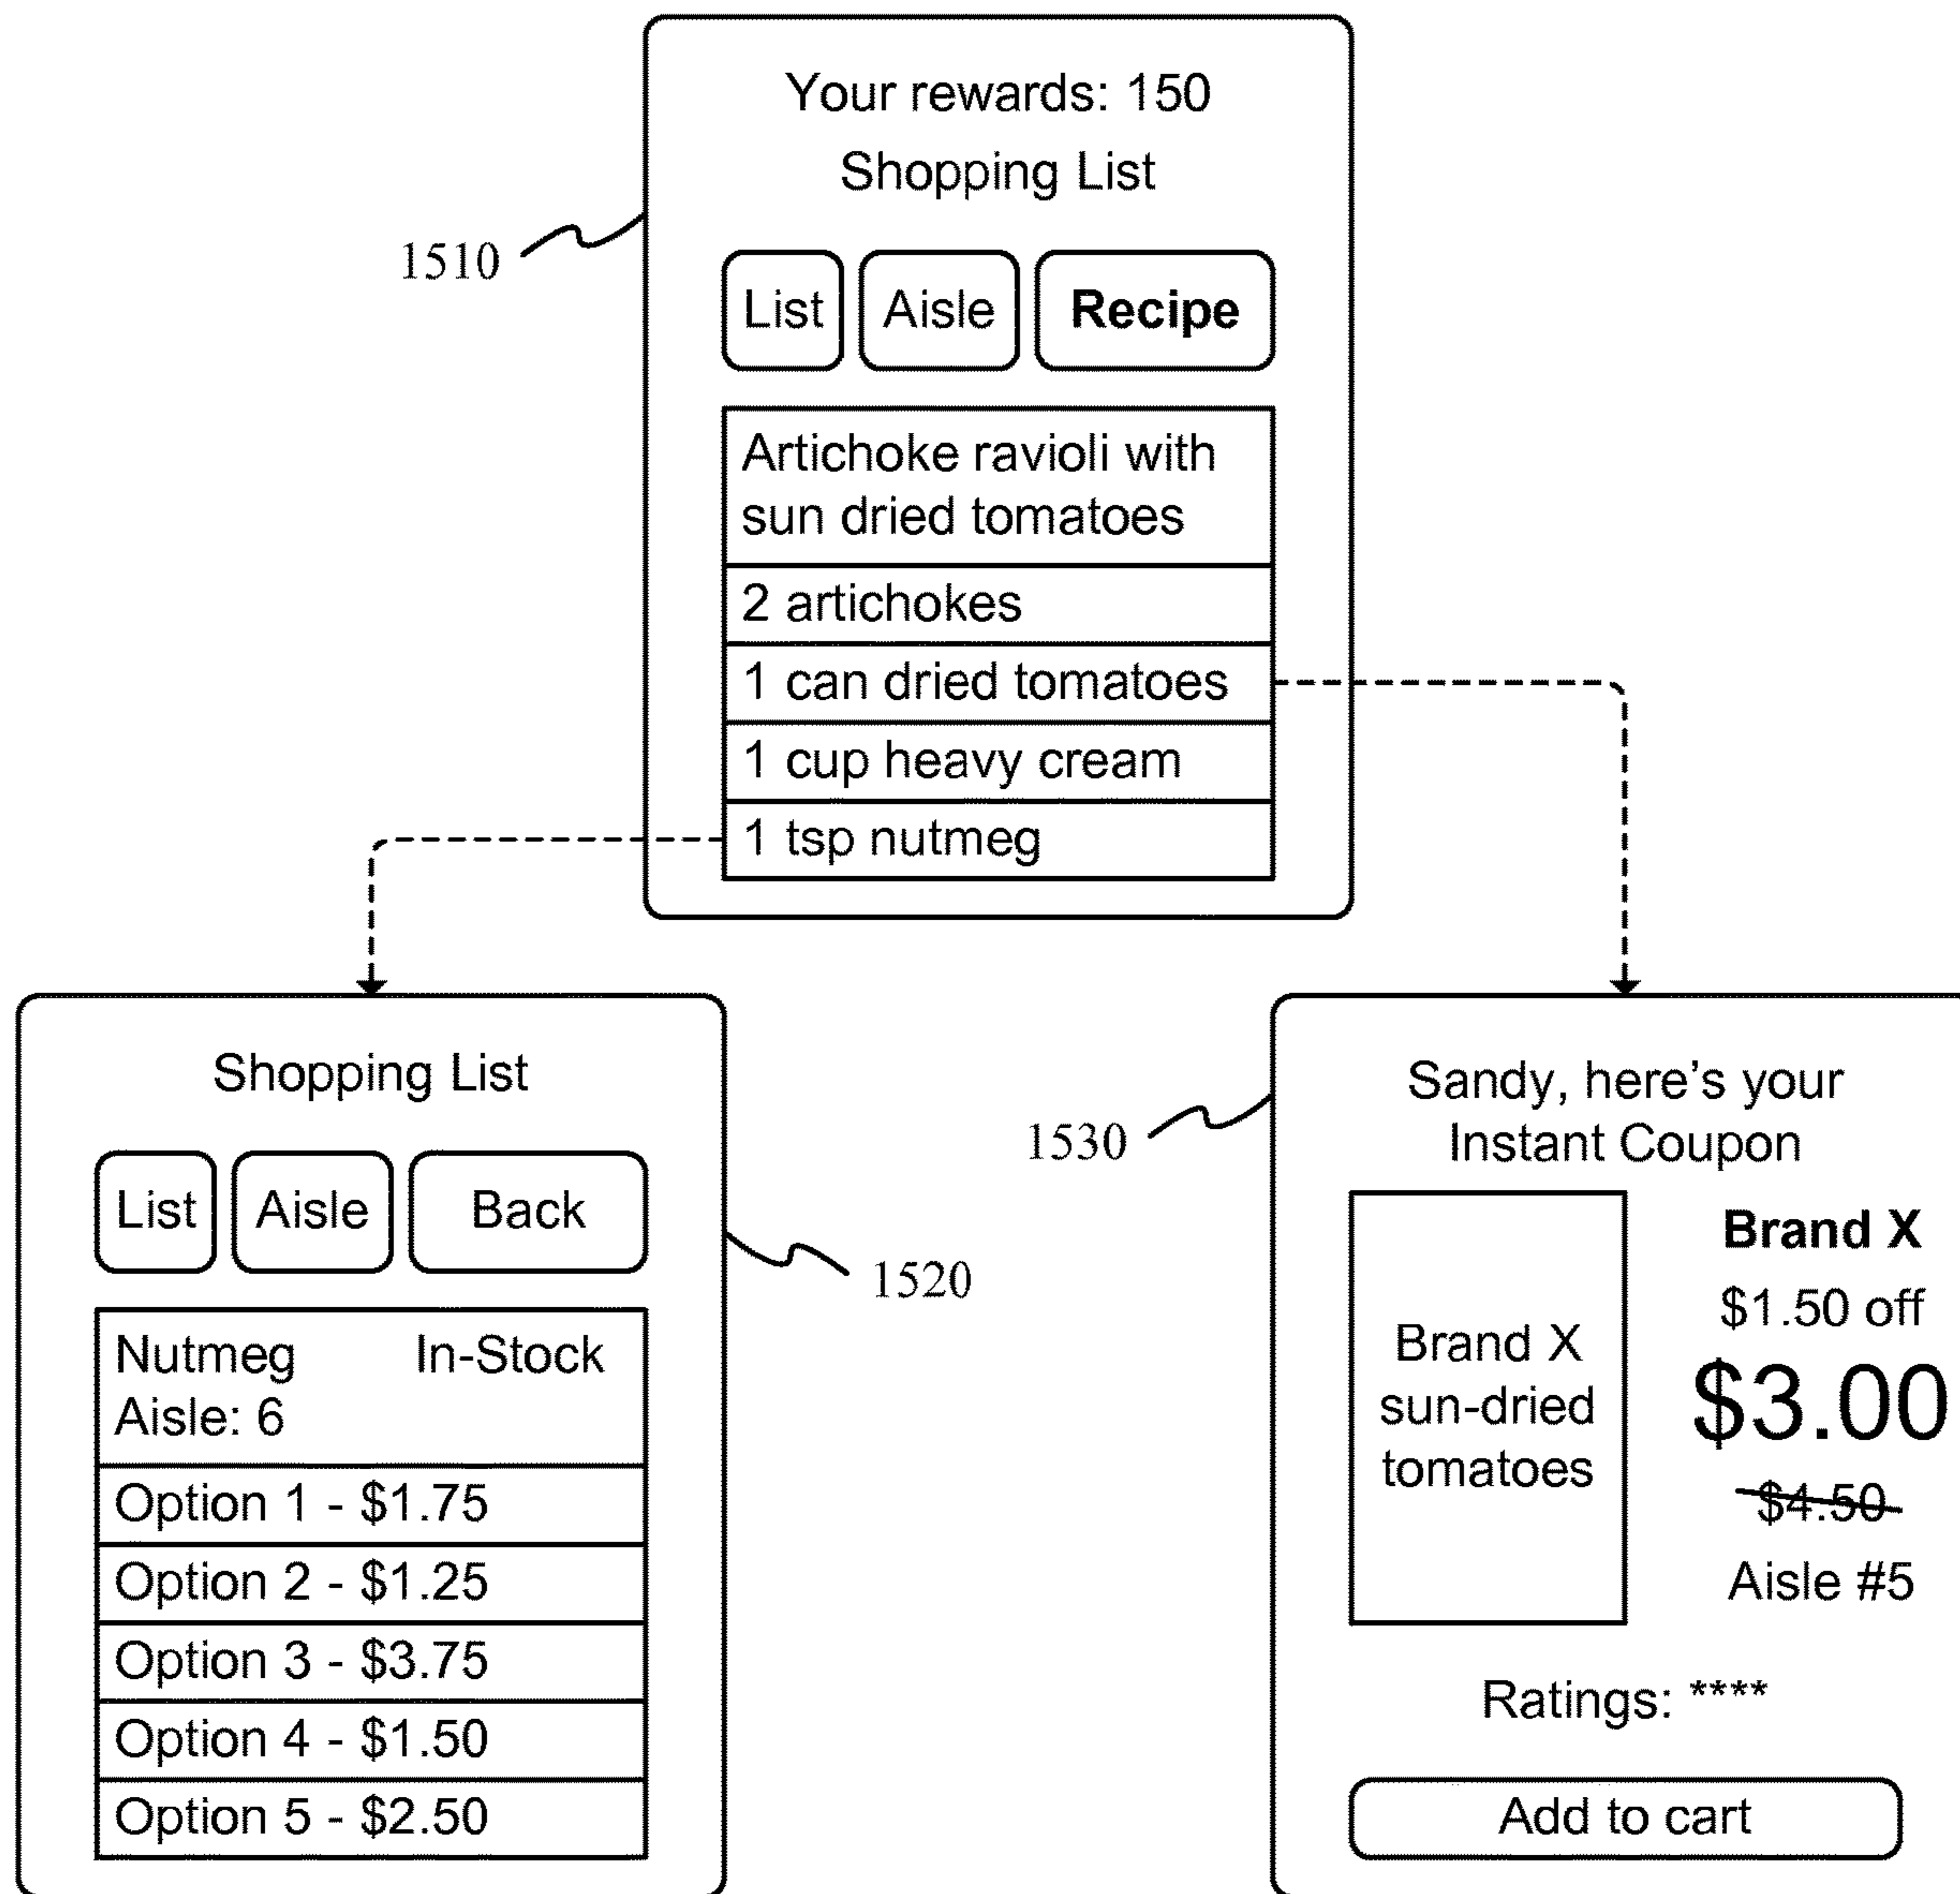 Your rewards: 150
Shopping List
1510
List Aisle Recipe
Artichoke ravioli with
sun dried tomatoes
2 artichokes
1 can dried tomatoes
1 cup heavy cream
1 tsp nutmeg
Shopping List
List Aisle Back
1520
Nutmeg In-Stock
Aisle: 6
Option 1 - $1.75
Option 2 - $1.25
Option 3 - $3.75
Option 4 - $1.50
Option 5 - $2.50
1530
Sandy, here’s your
Instant Coupon
Brand X
sun-dried
tomatoes
Brand X
$1.50 off
$3.00
$4.50
Aisle #5
Ratings: ****
Add to cart